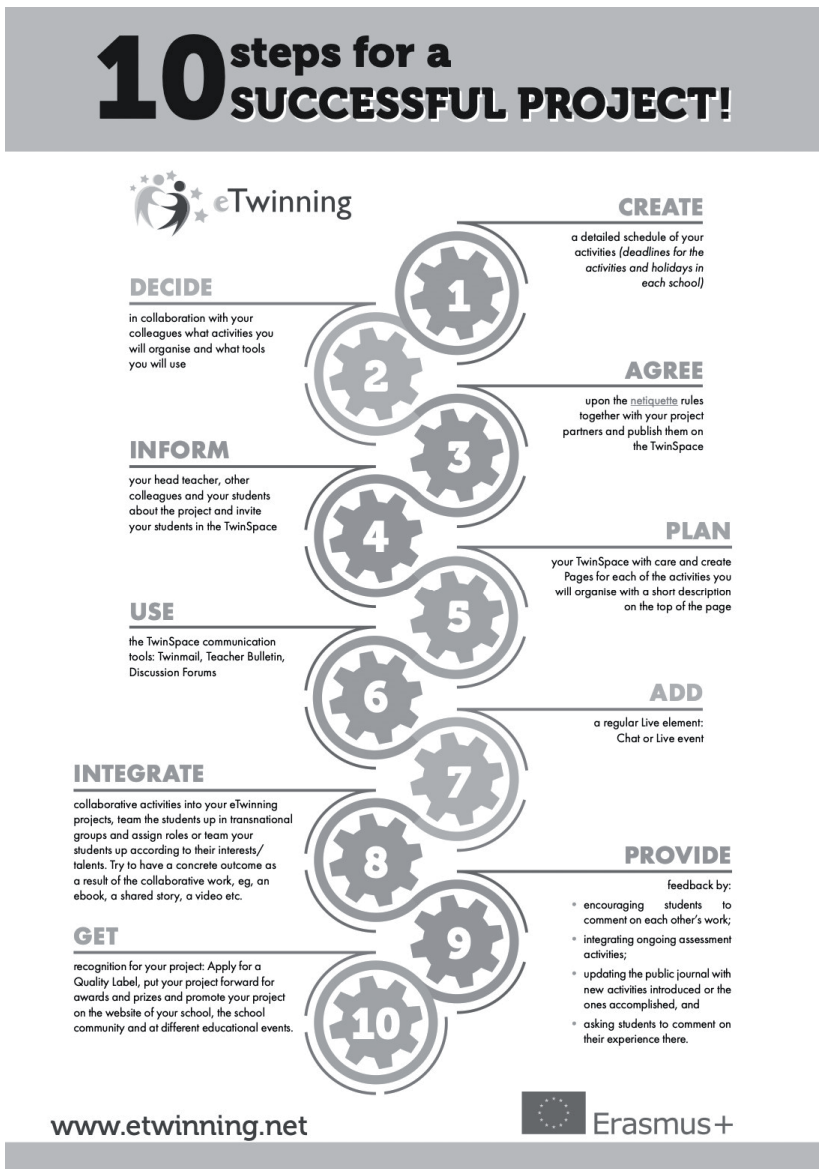 10 steps for a
SUCCESSFUL PROJECT!
eTwinning
CREATE
a detailed schedule of your
activities (deadlines for the
activities and holidays in
each school)
1
DECIDE
in collaboration with your
colleagues what activities you
will organise and what tools
you will use
2
AGREE
upon the netiquette rules
together with your project
partners and publish them on
the TwinSpace
3
INFORM
your head teacher, other
colleagues and your students
about the project and invite
your students in the TwinSpace
4
PLAN
your TwinSpace with care and create
Pages for each of the activities you
will organise with a short description
on the top of the page
5
USE
the TwinSpace communication
tools: Twinmail, Teacher Bulletin,
Discussion Forums
6
ADD
a regular Live element:
Chat or Live event
7
INTEGRATE
collaborative activities into your eTwinning
projects, team the students up in transnational
groups and assign roles or team your
students up according to their interests/
talents. Try to have a concrete outcome as
a result of the collaborative work, eg, an
ebook, a shared story, a video etc.
8
PROVIDE
feedback by:
• encouraging students to
comment on each other's work;
• integrating ongoing assessment
activities;
• updating the public journal with
new activities introduced or the
ones accomplished, and
• asking students to comment on
their experience there.
9
GET
recognition for your project: Apply for a
Quality Label, put your project forward for
awards and prizes and promote your project
on the website of your school, the school
community and at different educational events.
10
www.etwinning.net
Erasmus+